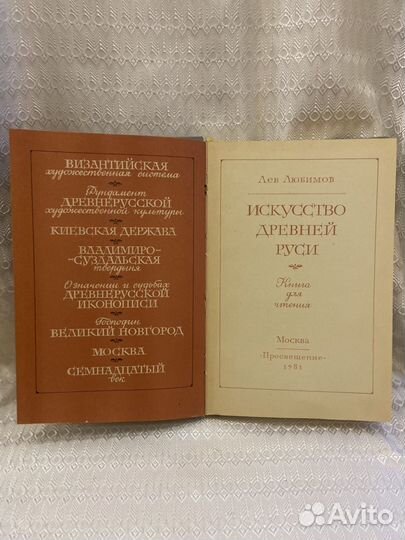 ВИЗАНТИЙСКАЯ
художественная система
Фундамент
ДРЕВНЕРУССКОЙ
художественной культуры
КИЕВСКАЯ ДЕРЖАВА
ВЛАДИМИРО-
-СУЗДАЛЬСКАЯ
твердыня
О значении и судьбах
ДРЕВНЕРУССКОЙ
ИКОНОПИСИ
Господин
ВЕЛИКИЙ НОВГОРОД
МОСКВА
СЕМНАДЦАТЫЙ
век
Лев Любимов
ИСКУССТВО
ДРЕВНЕЙ
РУСИ
Книга
для
чтения
Москва
«Просвещение»
1981
Avito